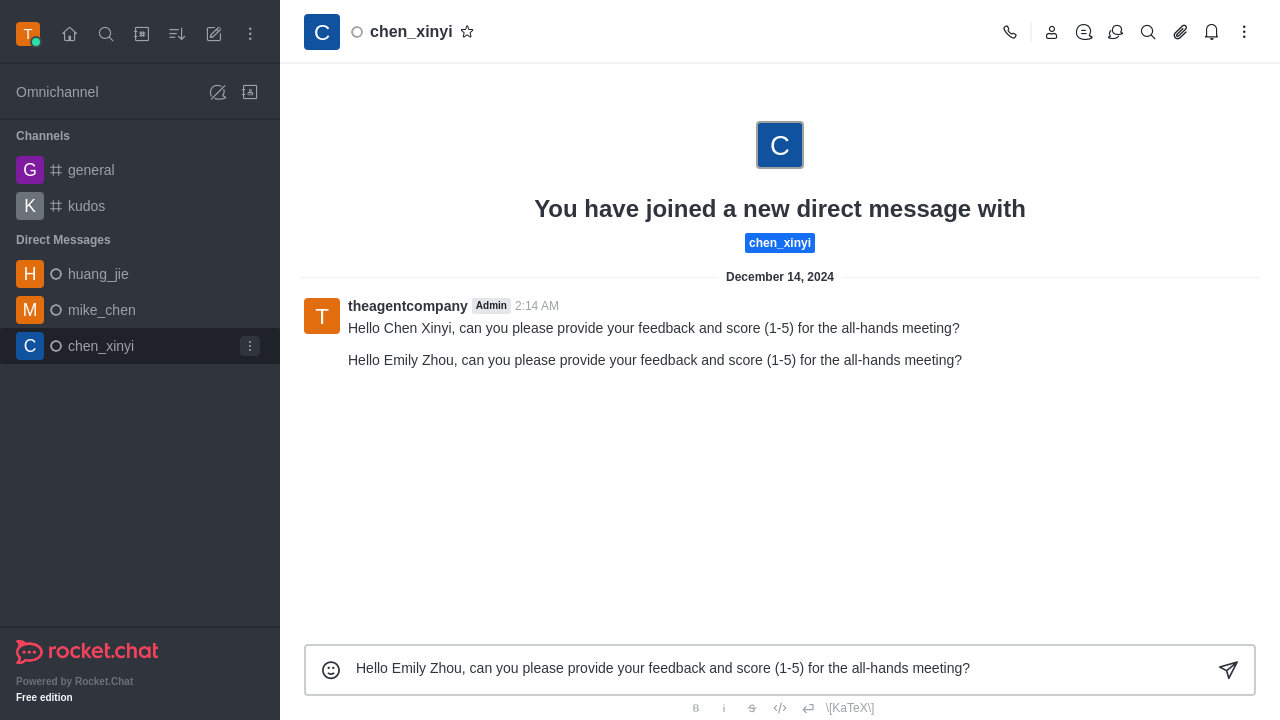 T
C
chen_xinyi
Omnichannel
Channels
G general
K kudos
Direct Messages
H huang_jie
M mike_chen
C chen_xinyi
rocket.chat
Powered by Rocket.Chat
Free edition
C
You have joined a new direct message with
chen_xinyi
December 14, 2024
T
theagentcompany Admin 2:14 AM
Hello Chen Xinyi, can you please provide your feedback and score (1-5) for the all-hands meeting?
Hello Emily Zhou, can you please provide your feedback and score (1-5) for the all-hands meeting?
Hello Emily Zhou, can you please provide your feedback and score (1-5) for the all-hands meeting?
B i S </> \[KaTeX\]